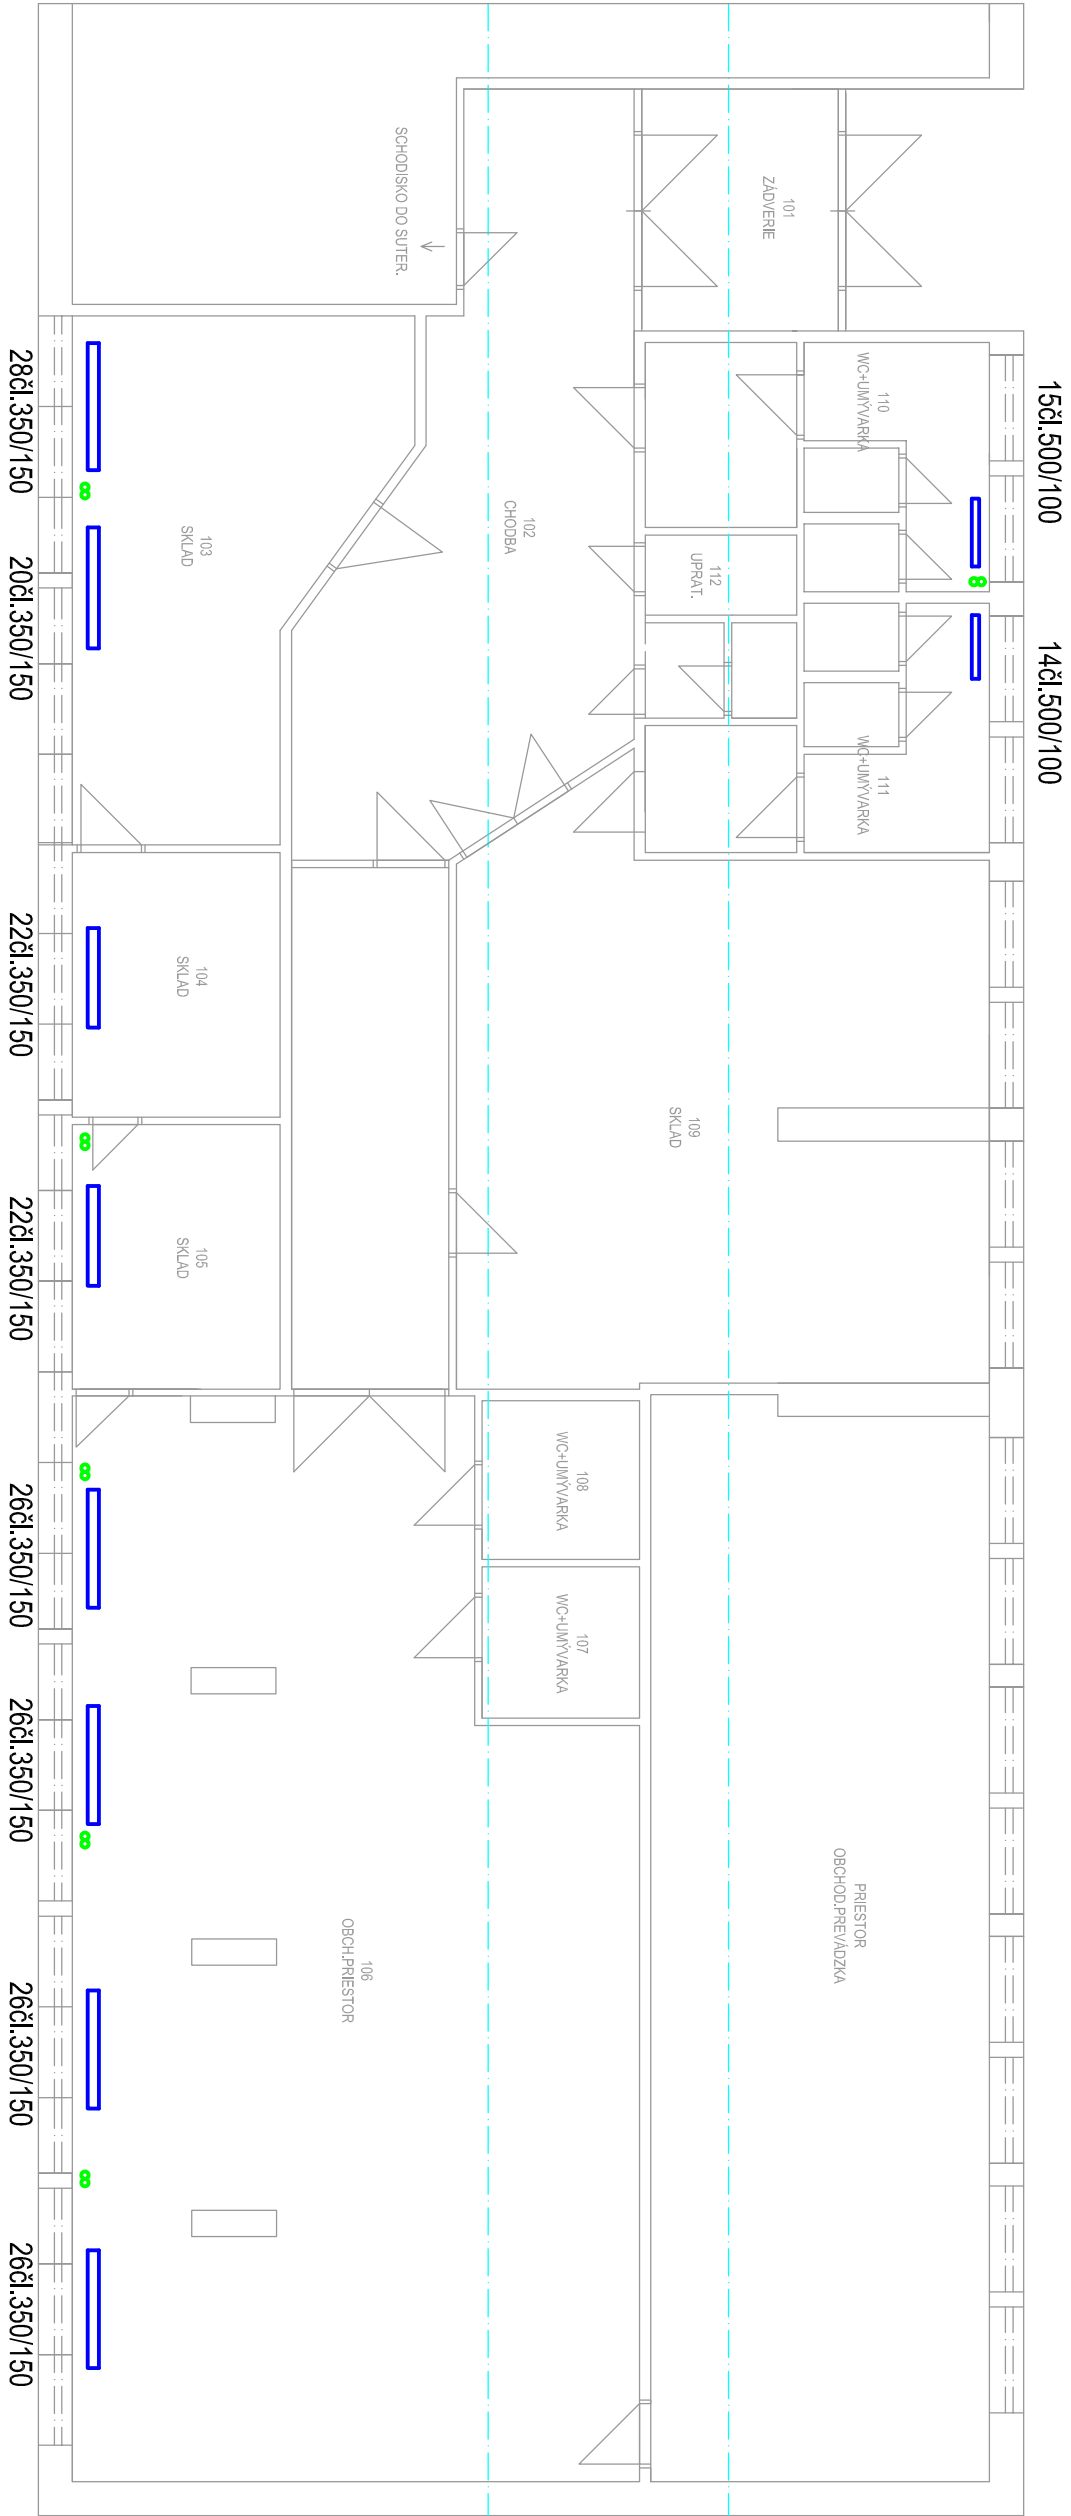 15čl.500/100
14čl.500/100
101
ZÁDVERIE
SCHODISKO DO SUTER.
110
WC+UMÝVARKA
102
CHODBA
112
UPRAT.
103
SKLAD
111
WC+UMÝVARKA
104
SKLAD
109
SKLAD
105
SKLAD
108
WC+UMÝVARKA
107
WC+UMÝVARKA
PRIESTOR
OBCHOD.PREVÁDZKA
106
OBCH.PRIESTOR
28čl.350/150
20čl.350/150
22čl.350/150
22čl.350/150
26čl.350/150
26čl.350/150
26čl.350/150
26čl.350/150